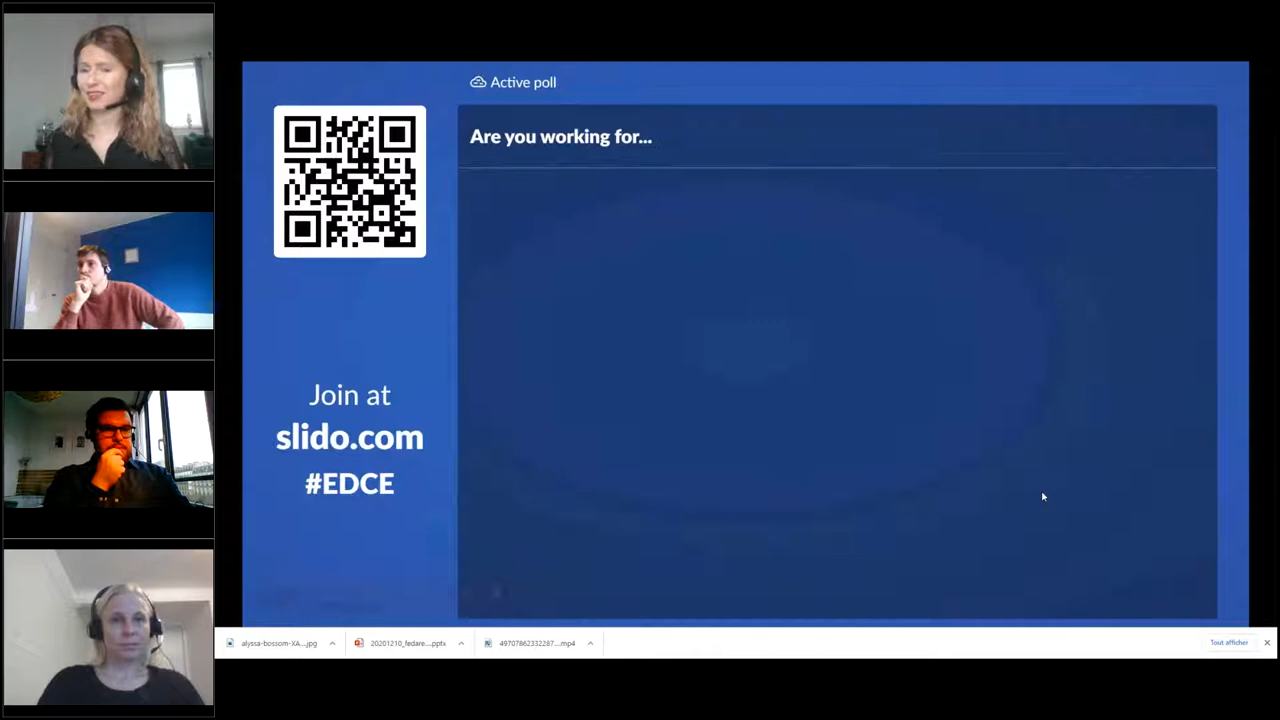 Active poll
Are you working for...
Join at
slido.com
#EDCE
alyssa-bossom-XA....jpg
20201210_fedare....pptx
49707862332287....mp4
Tout afficher